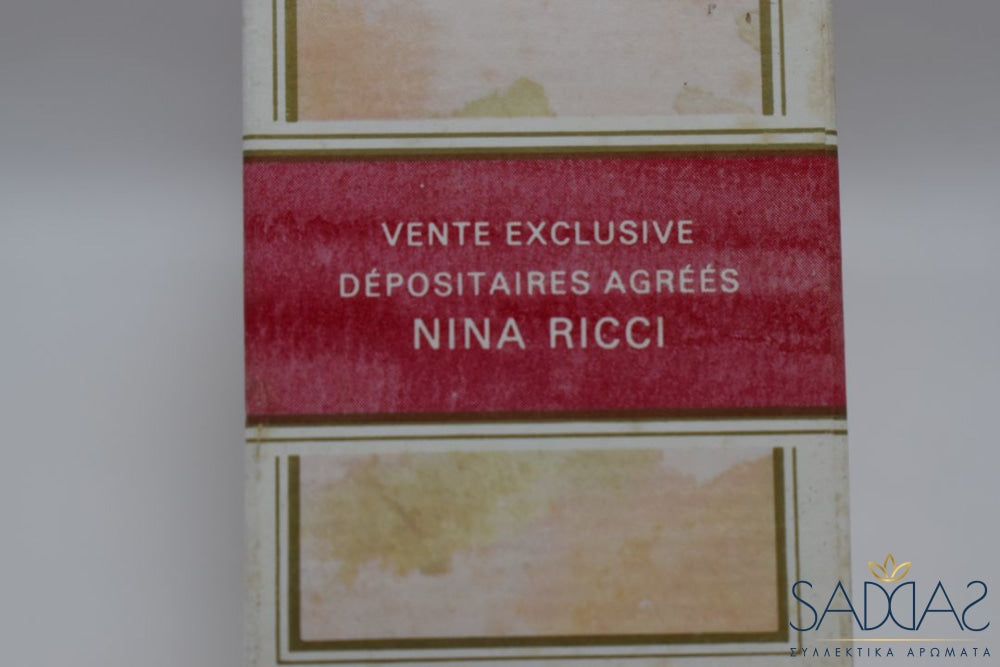 VENTE EXCLUSIVE
DÉPOSITAIRES AGRÉÉS
NINA RICCI
SADDAS
ΣΥΛΛΕΚΤΙΚΑ ΑΡΩΜΑΤΑ